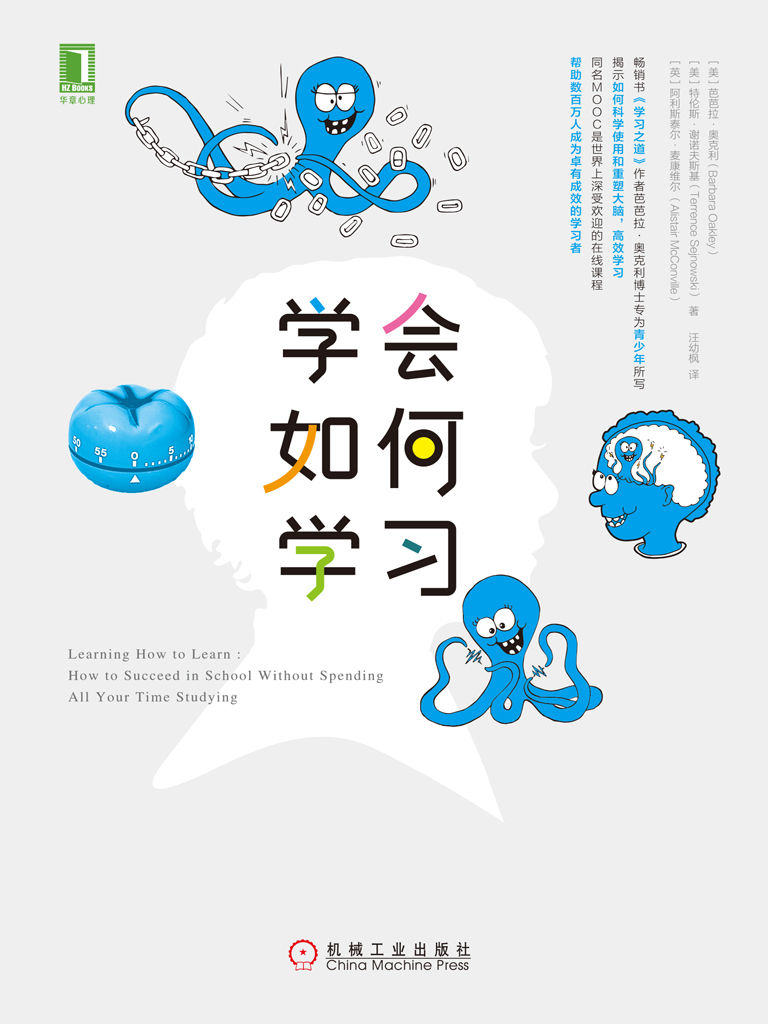 HZ BOOKS
华章心理
[美]芭芭拉·奥克利(Barbara Oakley)
[美]特伦斯·谢诺夫斯基(Terrence Sejnowski) 著
[英]阿利斯泰尔·麦康维尔(Alistair McConville)
汪幼枫 译
畅销书《学习之道》作者芭芭拉·奥克利博士专为青少年所写
揭示如何科学使用和重塑大脑，高效学习
同名MOOC是世界上深受欢迎的在线课程
帮助数百万人成为卓有成效的学习者
学会
如何
学习
50 55 0 5 10
Learning How to Learn :
How to Succeed in School Without Spending
All Your Time Studying
机械工业出版社
China Machine Press